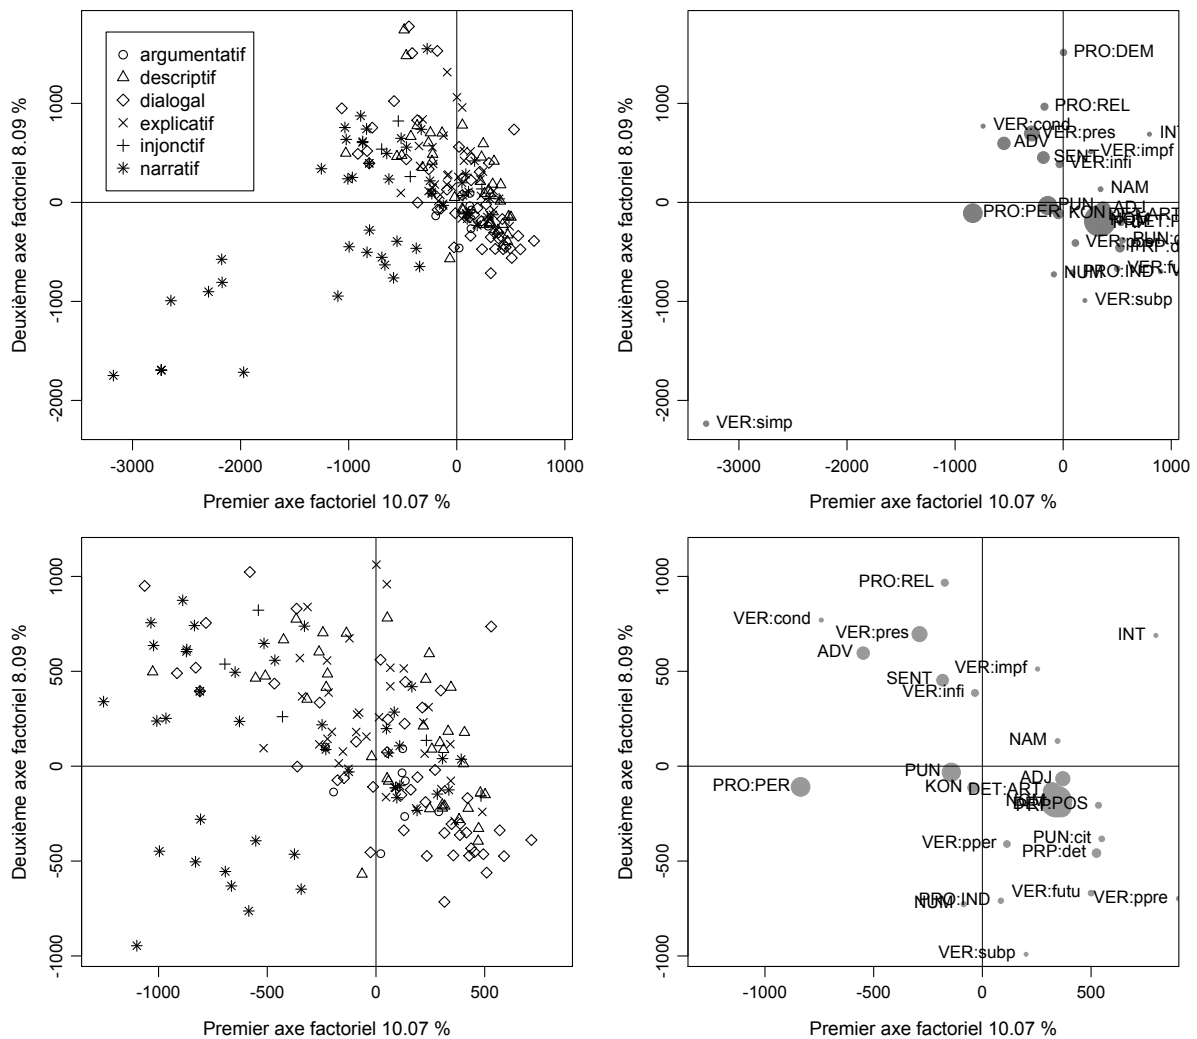 argumentatif
descriptif
dialogal
explicatif
injonctif
narratif
Deuxième axe factoriel 8.09 %
1000
0
-1000
-2000
-3000
-2000
-1000
0
1000
Premier axe factoriel 10.07 %
PRO:DEM
PRO:REL
VER:cond
VER:pres
ADV
VER:impf
SENT
VER:infi
NAM
PUN
ADJ
PRO:PER
KON
NUM
PRO:IND
VER:subp
VER:simp
Deuxième axe factoriel 8.09 %
1000
0
-1000
-2000
-3000
-2000
-1000
0
1000
Premier axe factoriel 10.07 %
Deuxième axe factoriel 8.09 %
1000
500
0
-500
-1000
-1000
-500
0
500
Premier axe factoriel 10.07 %
PRO:REL
VER:cond
VER:pres
INT
ADV
SENT
VER:impf
VER:infi
NAM
PUN
ADJ
PRO:PER
KON
DET:ART
DET:POS
PUN:cit
VER:pper
PRP:det
VER:futu
PRO:IND
VER:ppre
NUM
VER:subp
Deuxième axe factoriel 8.09 %
1000
500
0
-500
-1000
-1000
-500
0
500
Premier axe factoriel 10.07 %